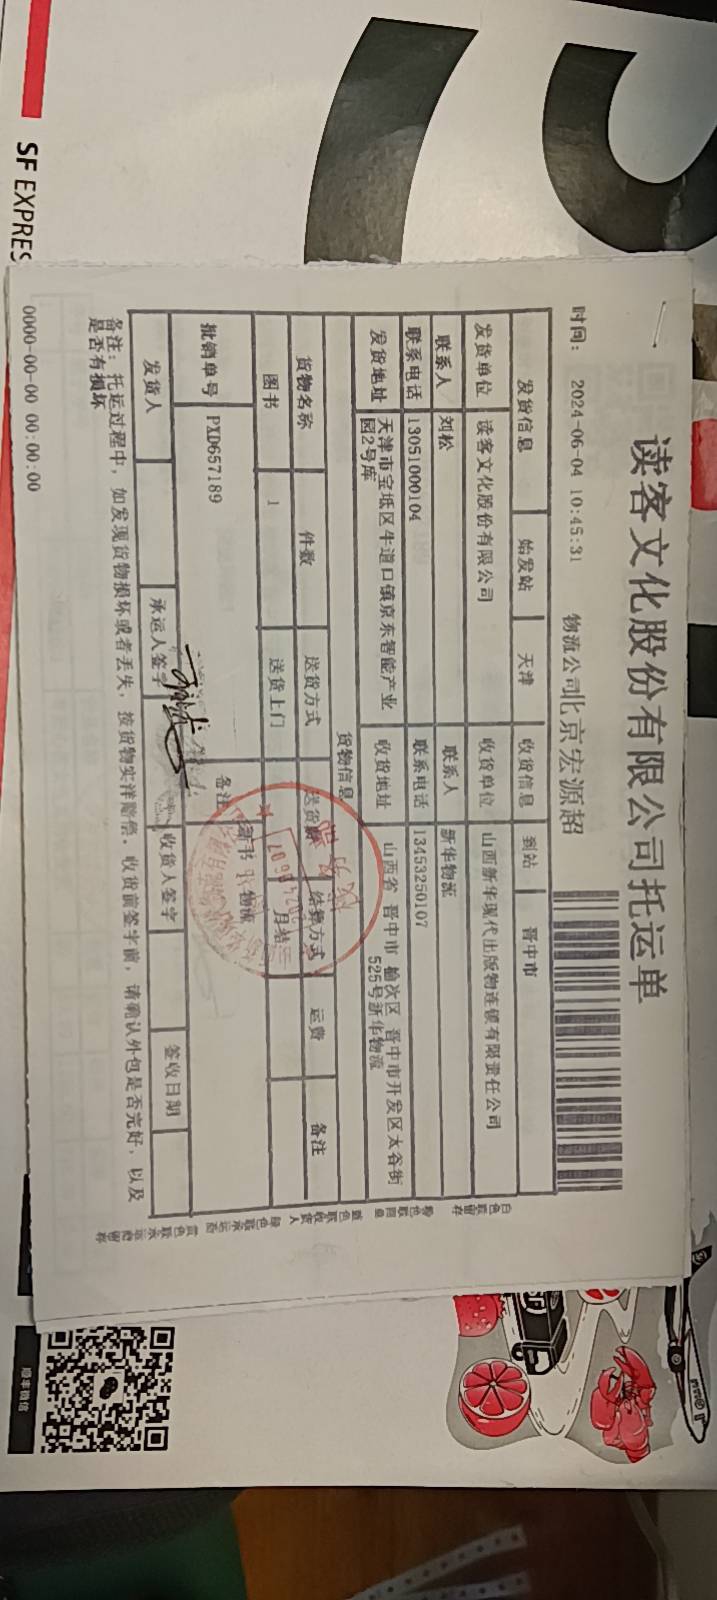 SF EXPRES
读客文化股份有限公司托运单
时间： 2024-06-04 10:45:31 物流公司北京宏源超
发货信息 始发站 天津 收货信息 到站 晋中市
发货单位 读客文化股份有限公司 收货单位 山西新华现代出版物连锁有限责任公司
联系人 刘松 联系人 新华物流
联系电话 13051000104 联系电话 13453250107
发货地址 天津市宝坻区牛道口镇京东智能产业园2号库 收货地址 山西省 晋中市 榆次区 晋中市开发区太谷街525号新华物流
货物信息
货物名称 件数 送货方式 结算方式 运费 备注
图书 1 送货上门 月结
批销单号 PXD657189 备注
发货人 承运人签字 收货人签字 签收日期
备注：托运过程中，如发现货物损坏或者丢失，按货物实洋赔偿。收货前签字前，请确认外包是否完好，以及
是否有损坏
0000-00-00 00:00:00
顺丰微信